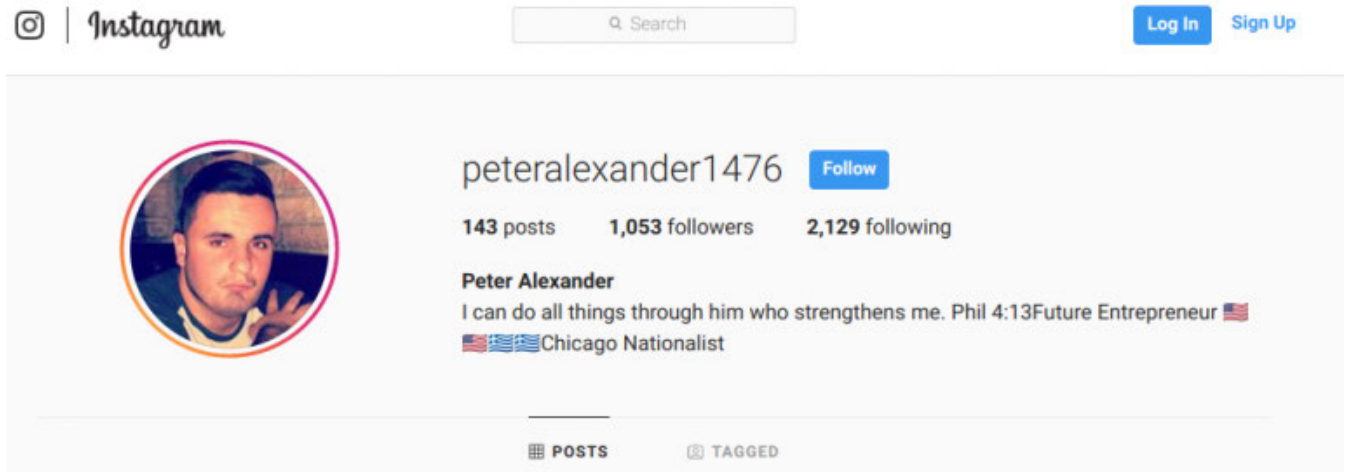 Instagram
Search
Log In
Sign Up
peteralexander1476
Follow
143 posts
1,053 followers
2,129 following
Peter Alexander
I can do all things through him who strengthens me. Phil 4:13Future Entrepreneur 🇺🇸
🇺🇸🇬🇷🇬🇷Chicago Nationalist
POSTS
TAGGED